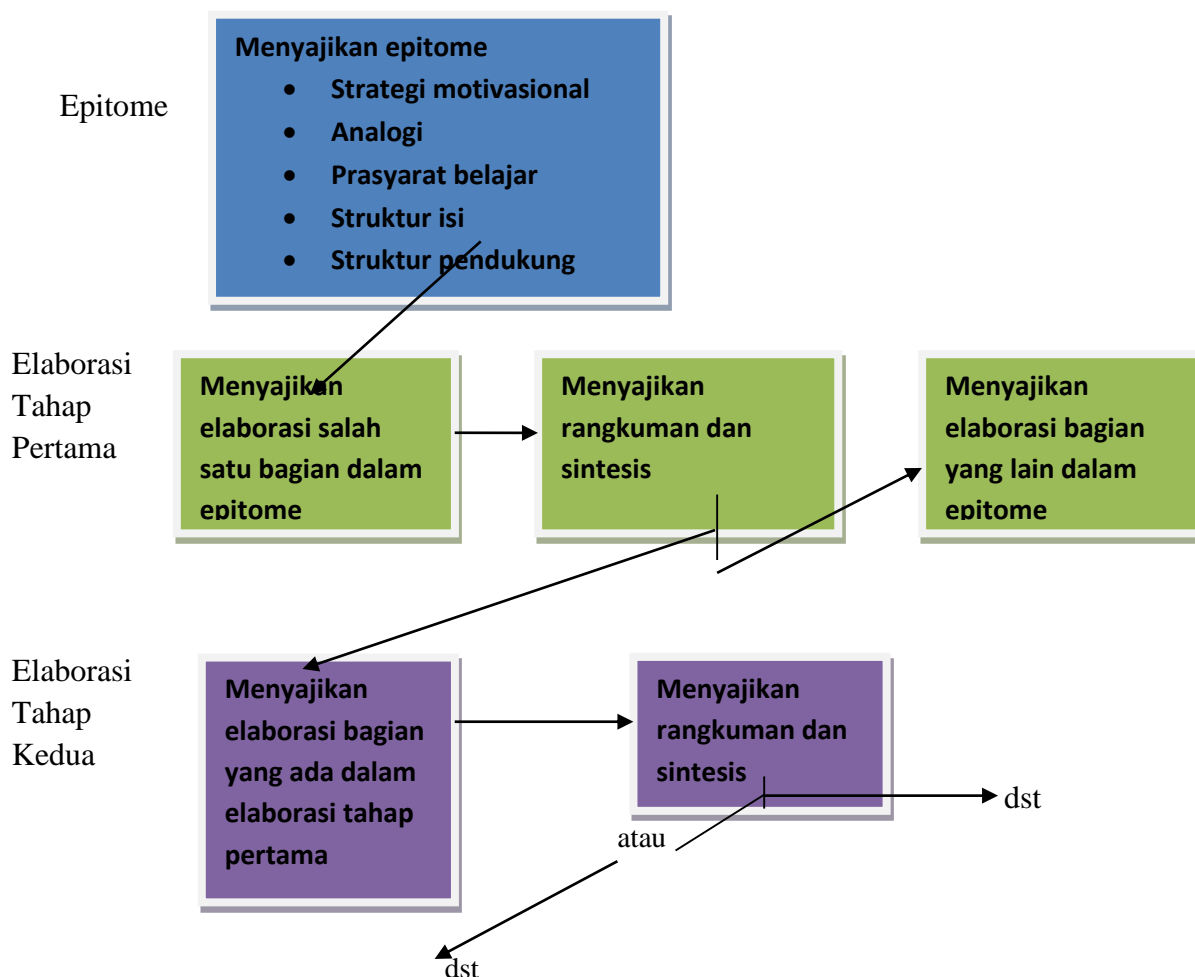 Epitome
Menyajikan epitome
• Strategi motivasional
• Analogi
• Prasyarat belajar
• Struktur isi
• Struktur pendukung
Elaborasi
Tahap
Pertama
Menyajikan
elaborasi salah
satu bagian dalam
epitome
Menyajikan
rangkuman dan
sintesis
Menyajikan
elaborasi bagian
yang lain dalam
epitome
Elaborasi
Tahap
Kedua
Menyajikan
elaborasi bagian
yang ada dalam
elaborasi tahap
pertama
Menyajikan
rangkuman dan
sintesis
dst
atau
dst